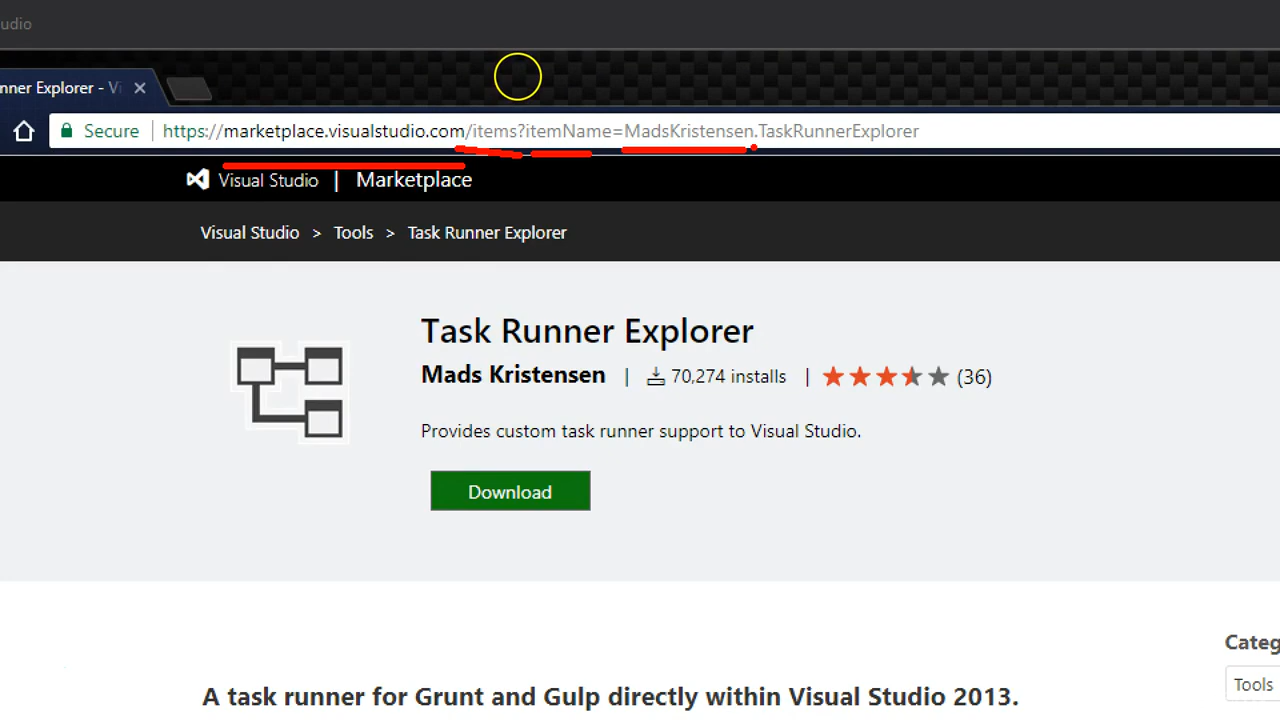 udio
nner Explorer - Vi
Secure | https://marketplace.visualstudio.com/items?itemName=MadsKristensen.TaskRunnerExplorer
Visual Studio | Marketplace
Visual Studio > Tools > Task Runner Explorer
Task Runner Explorer
Mads Kristensen | 70,274 installs | (36)
Provides custom task runner support to Visual Studio.
Download
Categ
Tools
A task runner for Grunt and Gulp directly within Visual Studio 2013.